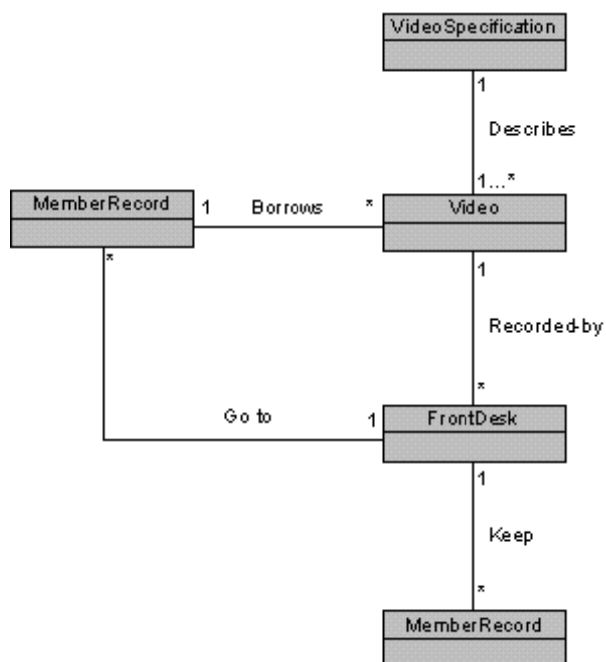 VideoSpecification
1
Describes
1...*
MemberRecord
1
Borrows
*
Video
*
1
Recorded-by
*
Go to
1
FrontDesk
1
Keep
*
MemberRecord